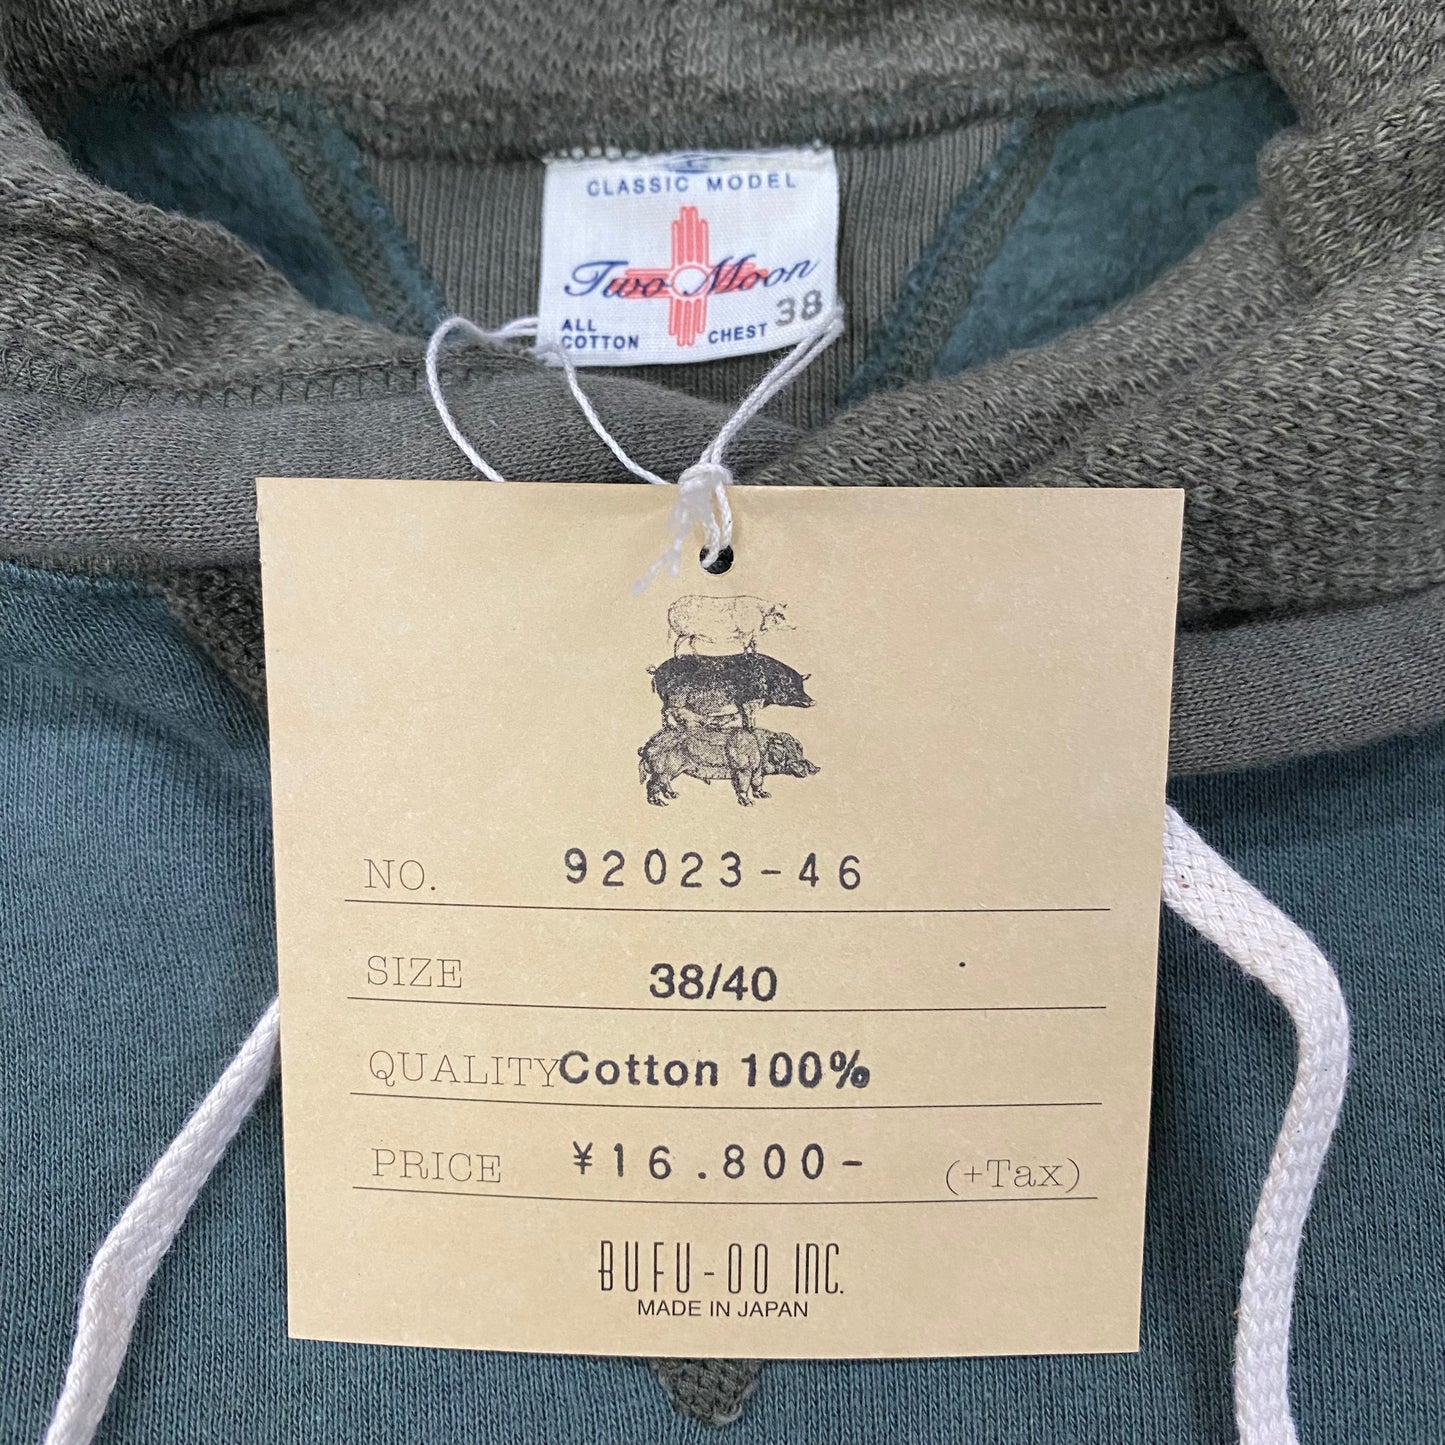 CLASSIC MODEL
Two Moon
ALL
COTTON
CHEST 38
NO. 92023-46
SIZE 38/40
QUALITY Cotton 100%
PRICE ¥16.800- (+Tax)
BUFU-OO INC.
MADE IN JAPAN